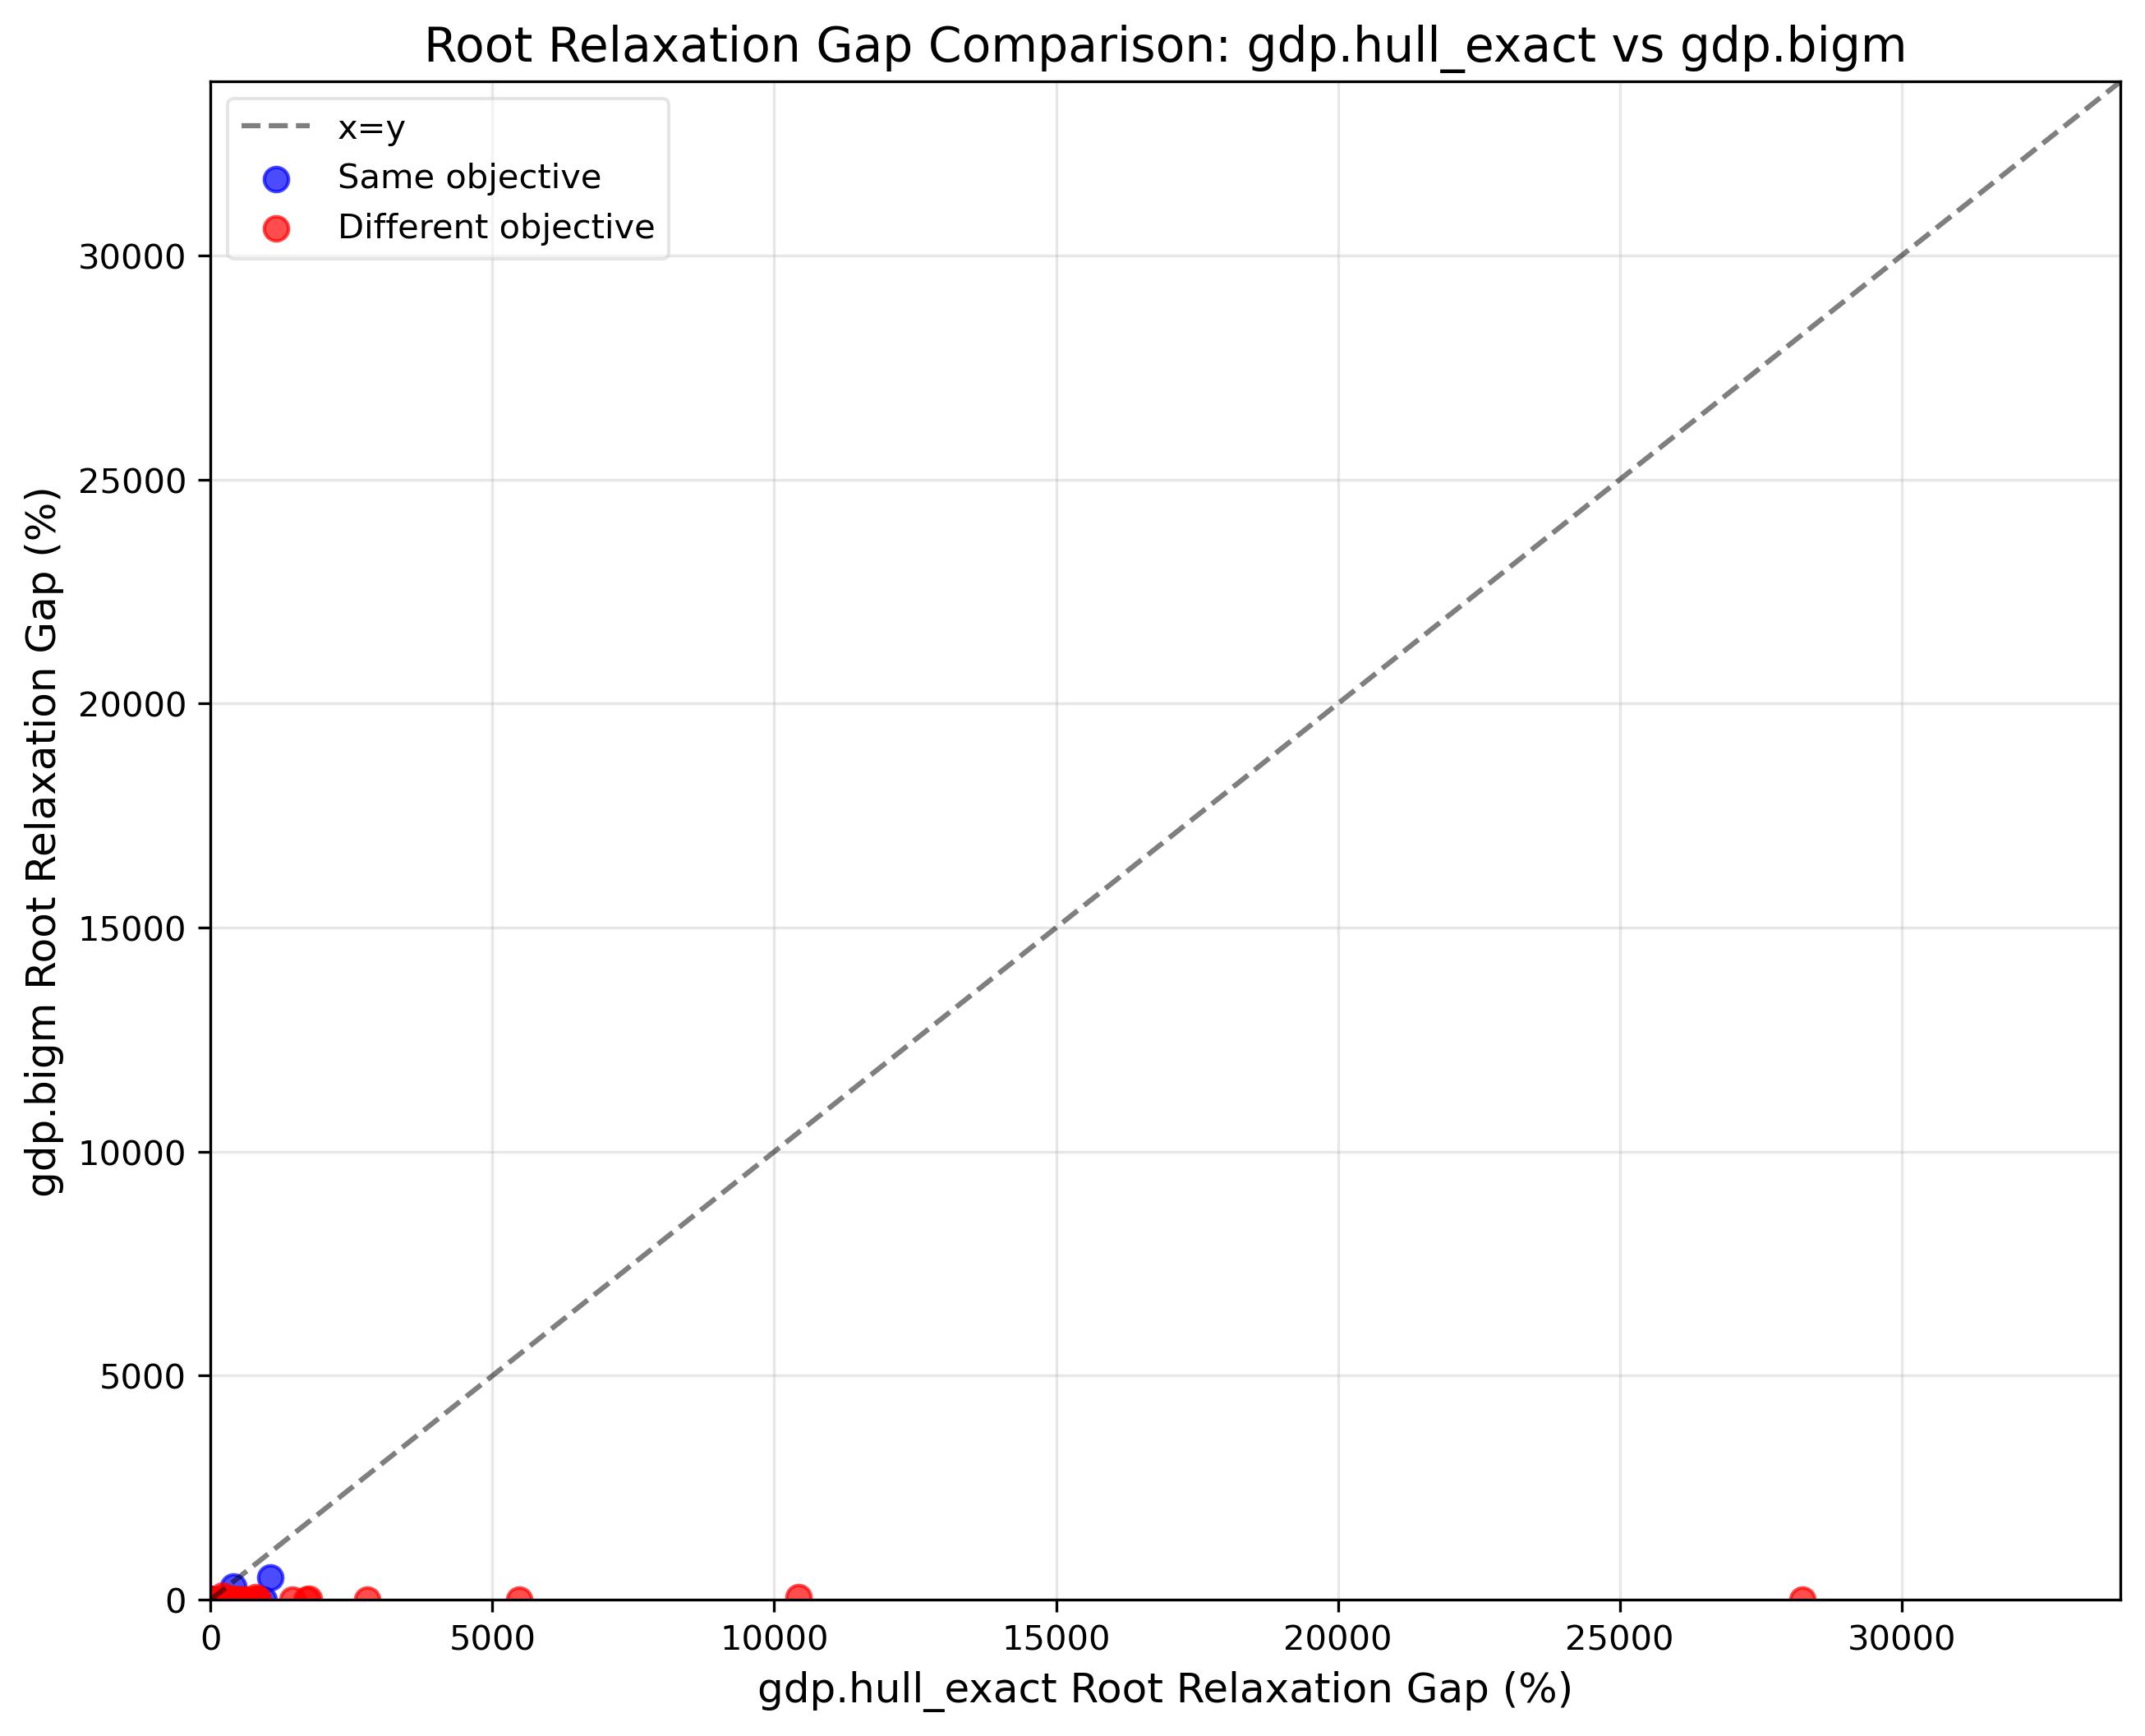 Root Relaxation Gap Comparison: gdp.hull_exact vs gdp.bigm
x=y
Same objective
Different objective
gdp.bigm Root Relaxation Gap (%)
30000
25000
20000
15000
10000
5000
0
0 5000 10000 15000 20000 25000 30000
gdp.hull_exact Root Relaxation Gap (%)